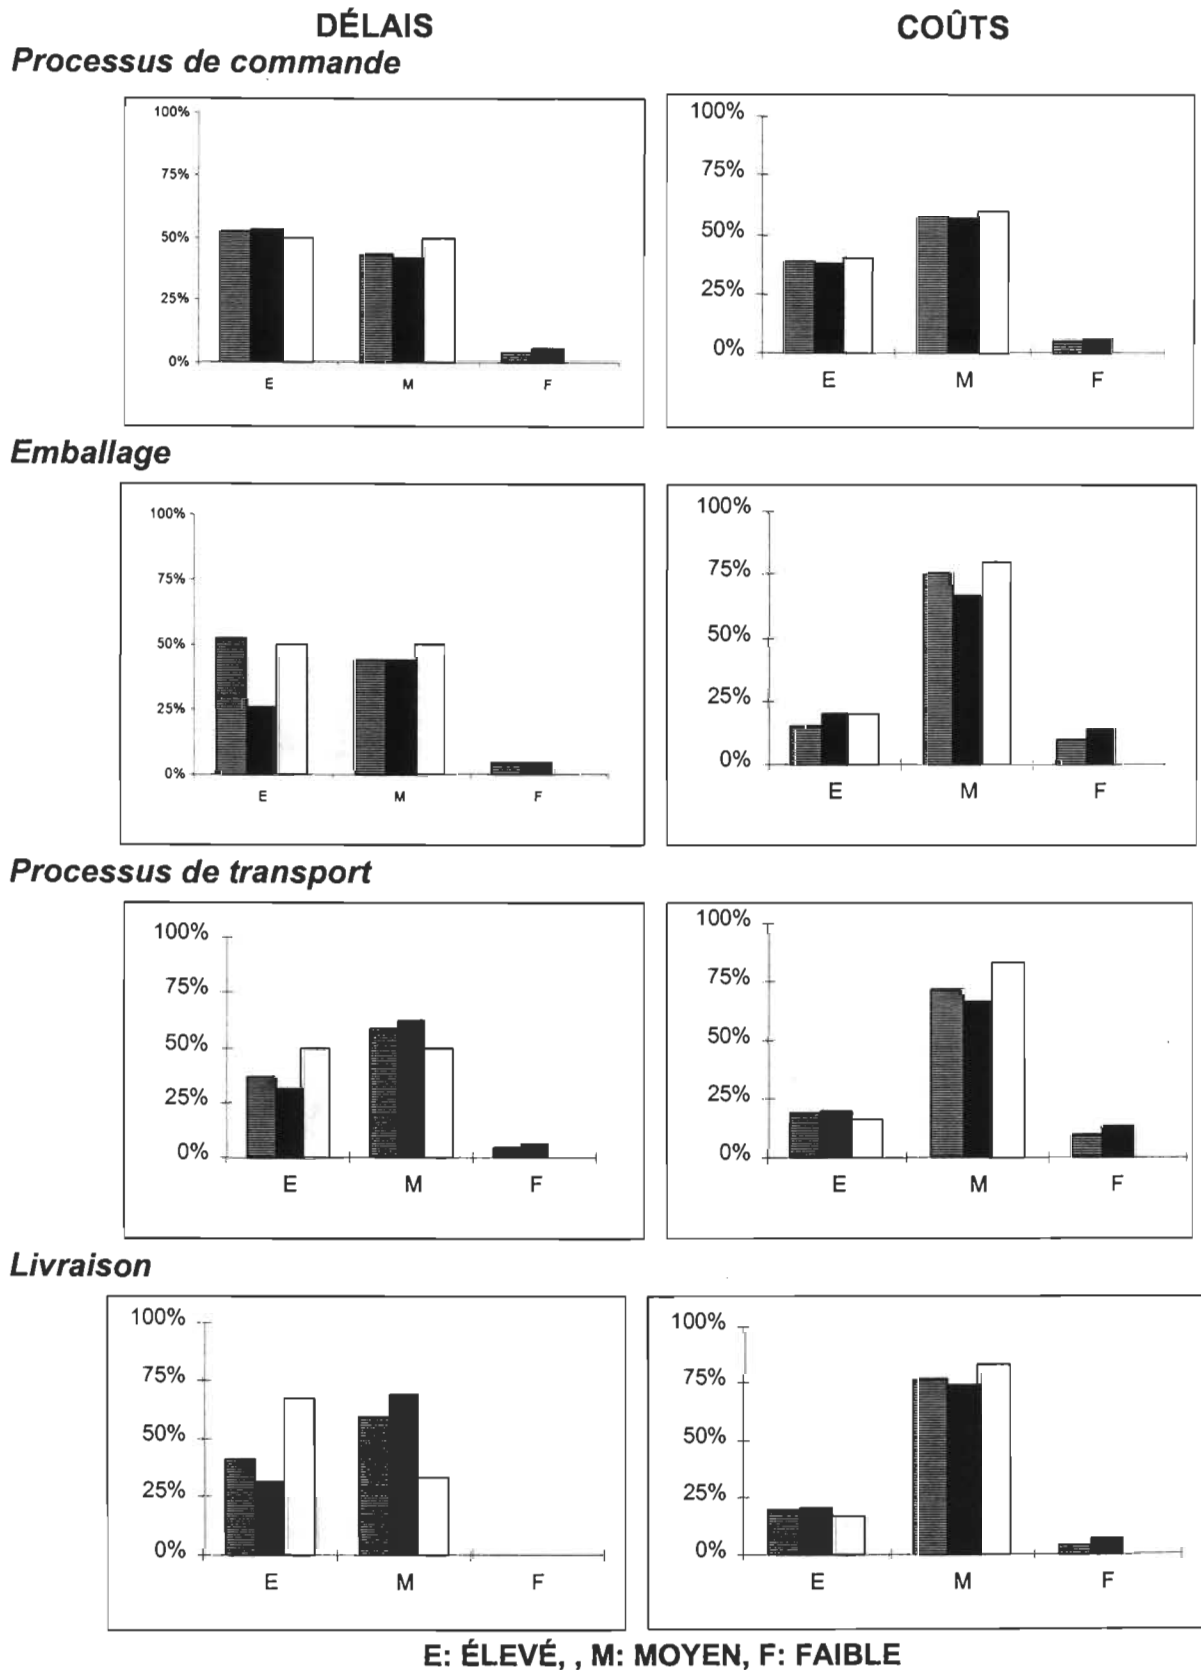 DÉLAIS COÛTS
Processus de commande
100%
75%
50%
25%
0%
E M F
100%
75%
50%
25%
0%
E M F
Emballage
100%
75%
50%
25%
0%
E M F
100%
75%
50%
25%
0%
E M F
Processus de transport
100%
75%
50%
25%
0%
E M F
100%
75%
50%
25%
0%
E M F
Livraison
100%
75%
50%
25%
0%
E M F
100%
75%
50%
25%
0%
E M F
E: ÉLEVÉ, , M: MOYEN, F: FAIBLE